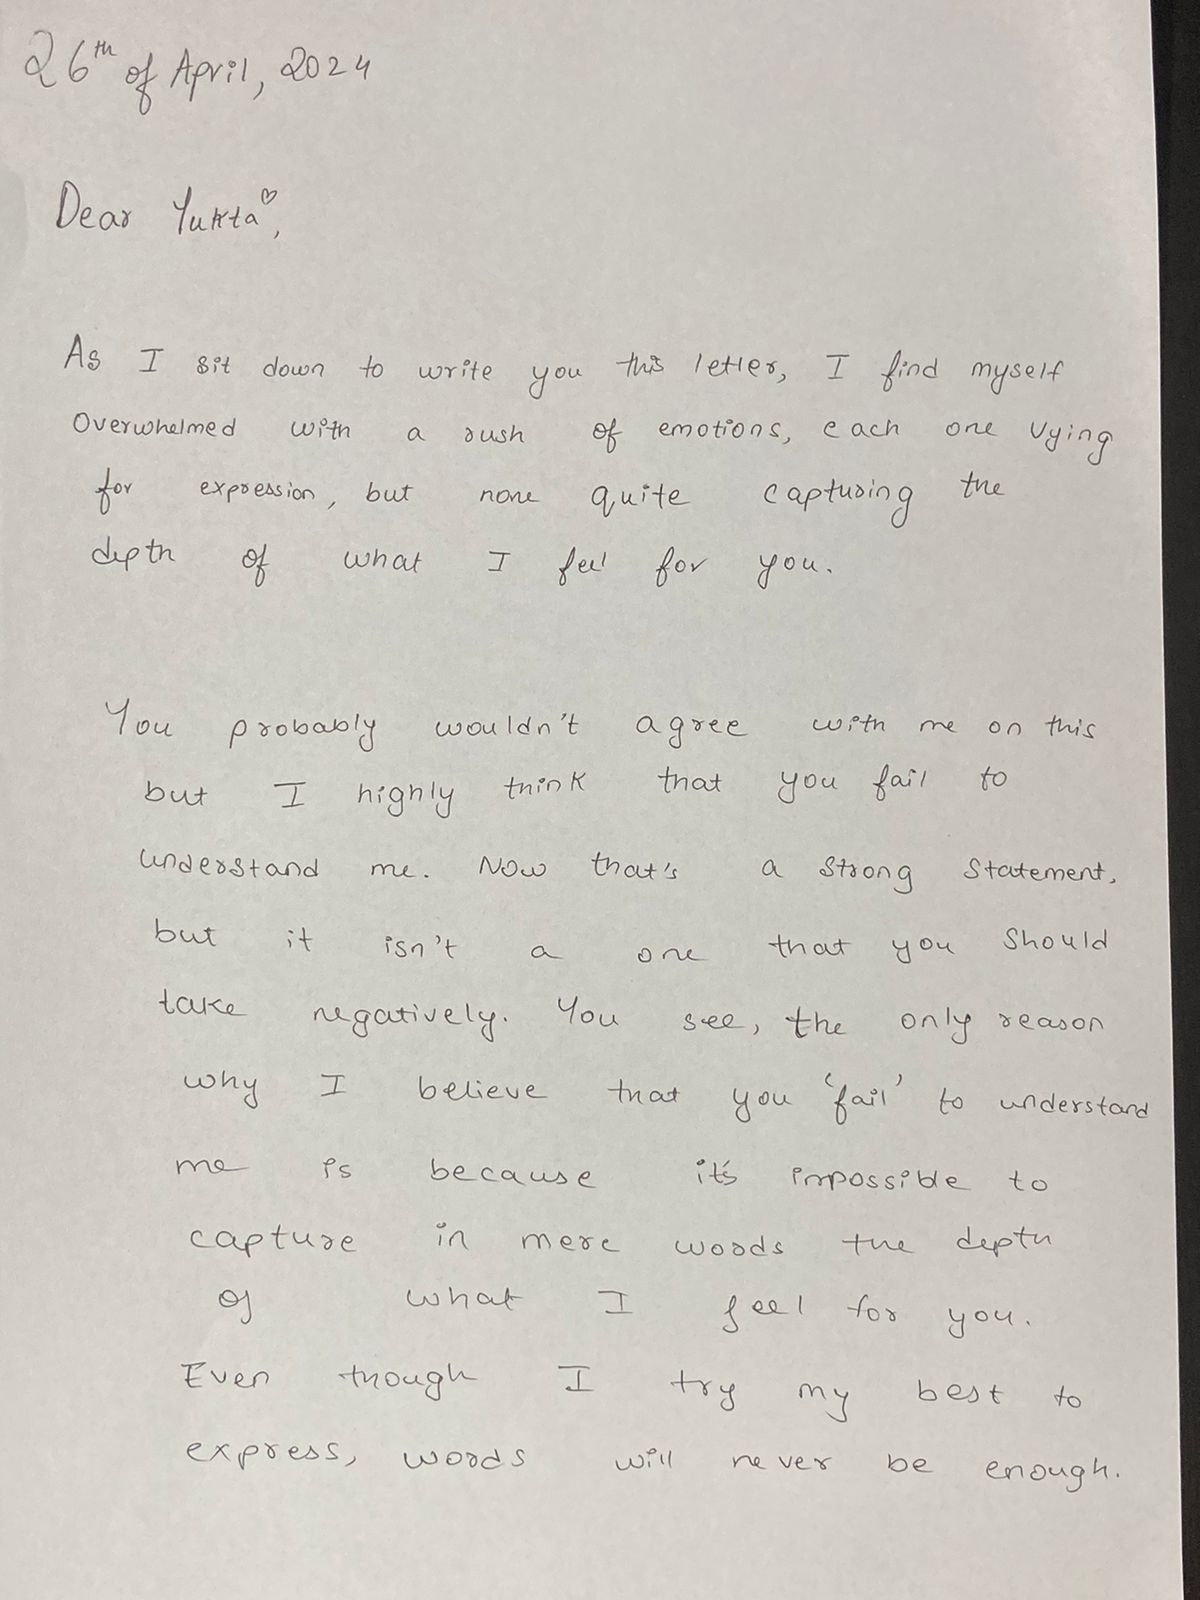 26th of April, 2024
Dear Yukta♡,
As I sit down to write you this letter, I find myself
Overwhelmed with a rush of emotions, each one vying
for expression, but none quite capturing the
depth of what I feel for you.
You probably wouldn't agree with me on this
but I highly think that you fail to
understand me. Now that's a strong statement,
but it isn't a one that you should
take negatively. You see, the only reason
why I believe that you 'fail' to understand
me is because it's impossible to
capture in mere words the depth
of what I feel for you.
Even though I try my best to
express, words will never be enough.